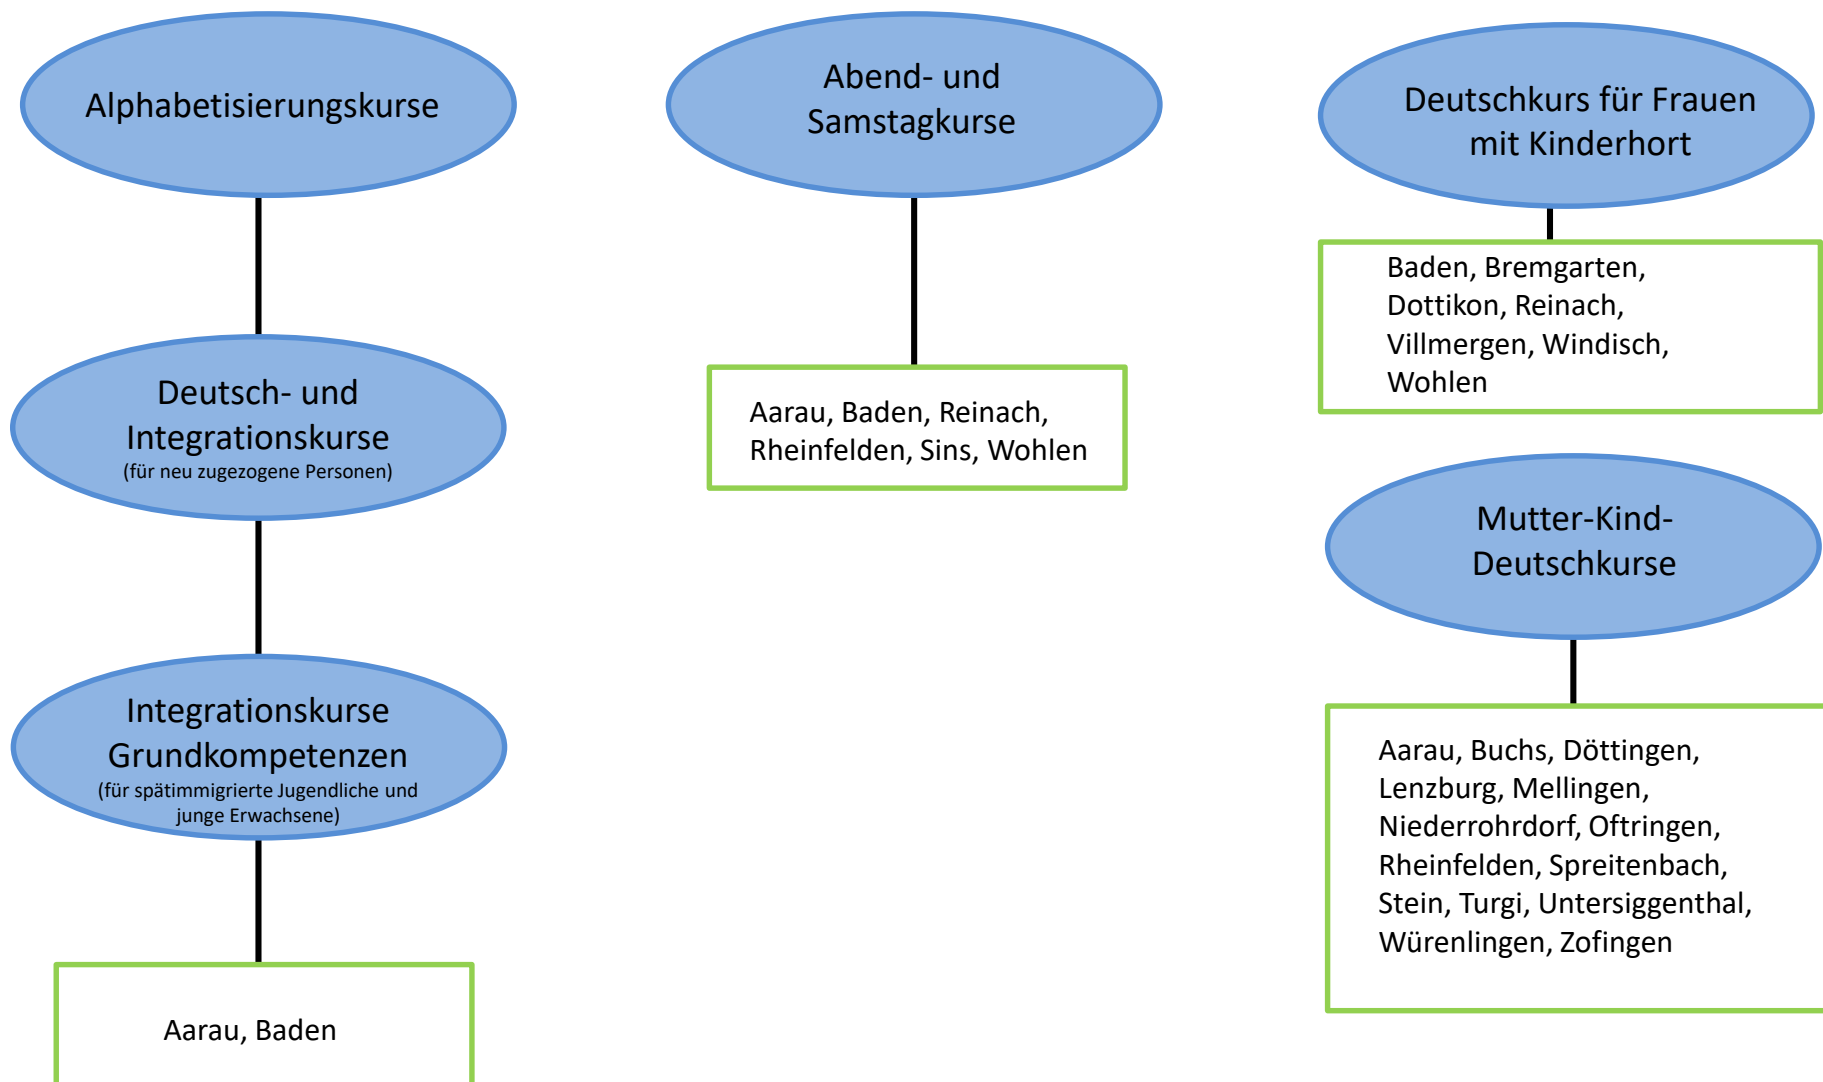 Alphabetisierungskurse
Deutsch- und
Integrationskurse
(für neu zugezogene Personen)
Integrationskurse
Grundkompetenzen
(für spätimmigrierte Jugendliche und
junge Erwachsene)
Aarau, Baden
Abend- und
Samstagkurse
Aarau, Baden, Reinach,
Rheinfelden, Sins, Wohlen
Deutschkurs für Frauen
mit Kinderhort
Baden, Bremgarten,
Dottikon, Reinach,
Villmergen, Windisch,
Wohlen
Mutter-Kind-
Deutschkurse
Aarau, Buchs, Döttingen,
Lenzburg, Mellingen,
Niederrohrdorf, Oftringen,
Rheinfelden, Spreitenbach,
Stein, Turgi, Untersiggenthal,
Würenlingen, Zofingen